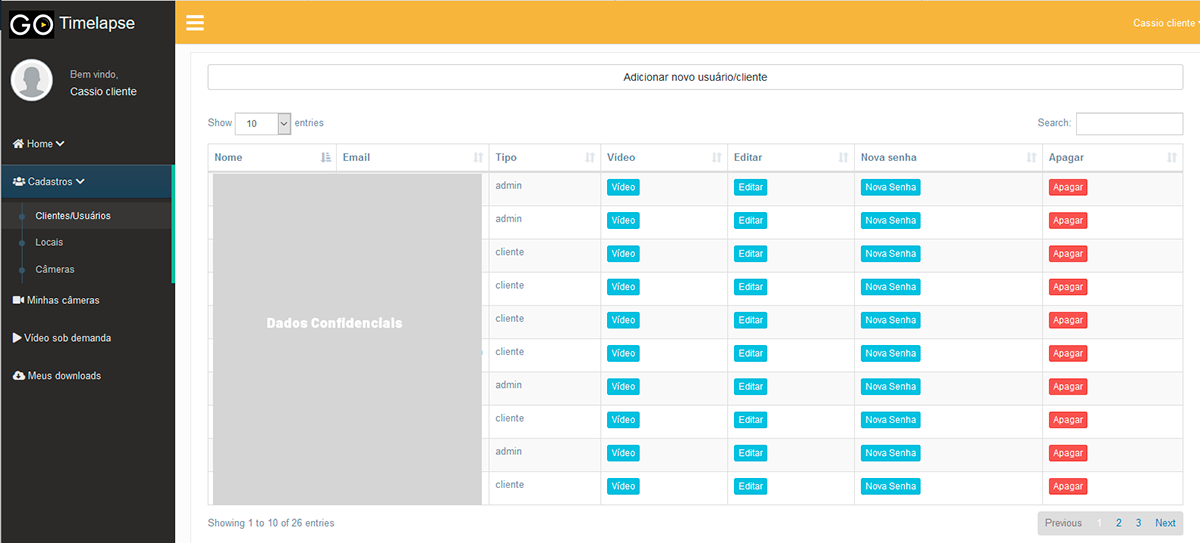 GO Timelapse
Cassio cliente
Bem vindo,
Cassio cliente
Home
Cadastros
Clientes/Usuários
Locais
Câmeras
Minhas câmeras
Vídeo sob demanda
Meus downloads
Adicionar novo usuário/cliente
Show 10 entries Search:
Nome Email Tipo Vídeo Editar Nova senha Apagar
admin Vídeo Editar Nova Senha Apagar
admin Vídeo Editar Nova Senha Apagar
cliente Vídeo Editar Nova Senha Apagar
cliente Vídeo Editar Nova Senha Apagar
Dados Confidenciais cliente Vídeo Editar Nova Senha Apagar
cliente Vídeo Editar Nova Senha Apagar
admin Vídeo Editar Nova Senha Apagar
cliente Vídeo Editar Nova Senha Apagar
admin Vídeo Editar Nova Senha Apagar
cliente Vídeo Editar Nova Senha Apagar
Showing 1 to 10 of 26 entries Previous 1 2 3 Next